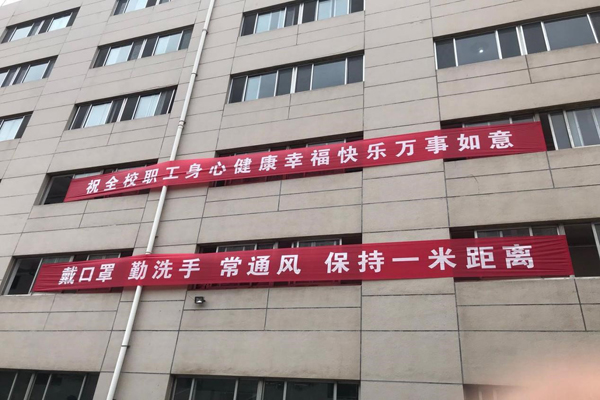 祝全校职工身心健康幸福快乐万事如意
戴口罩 勤洗手 常通风 保持一米距离